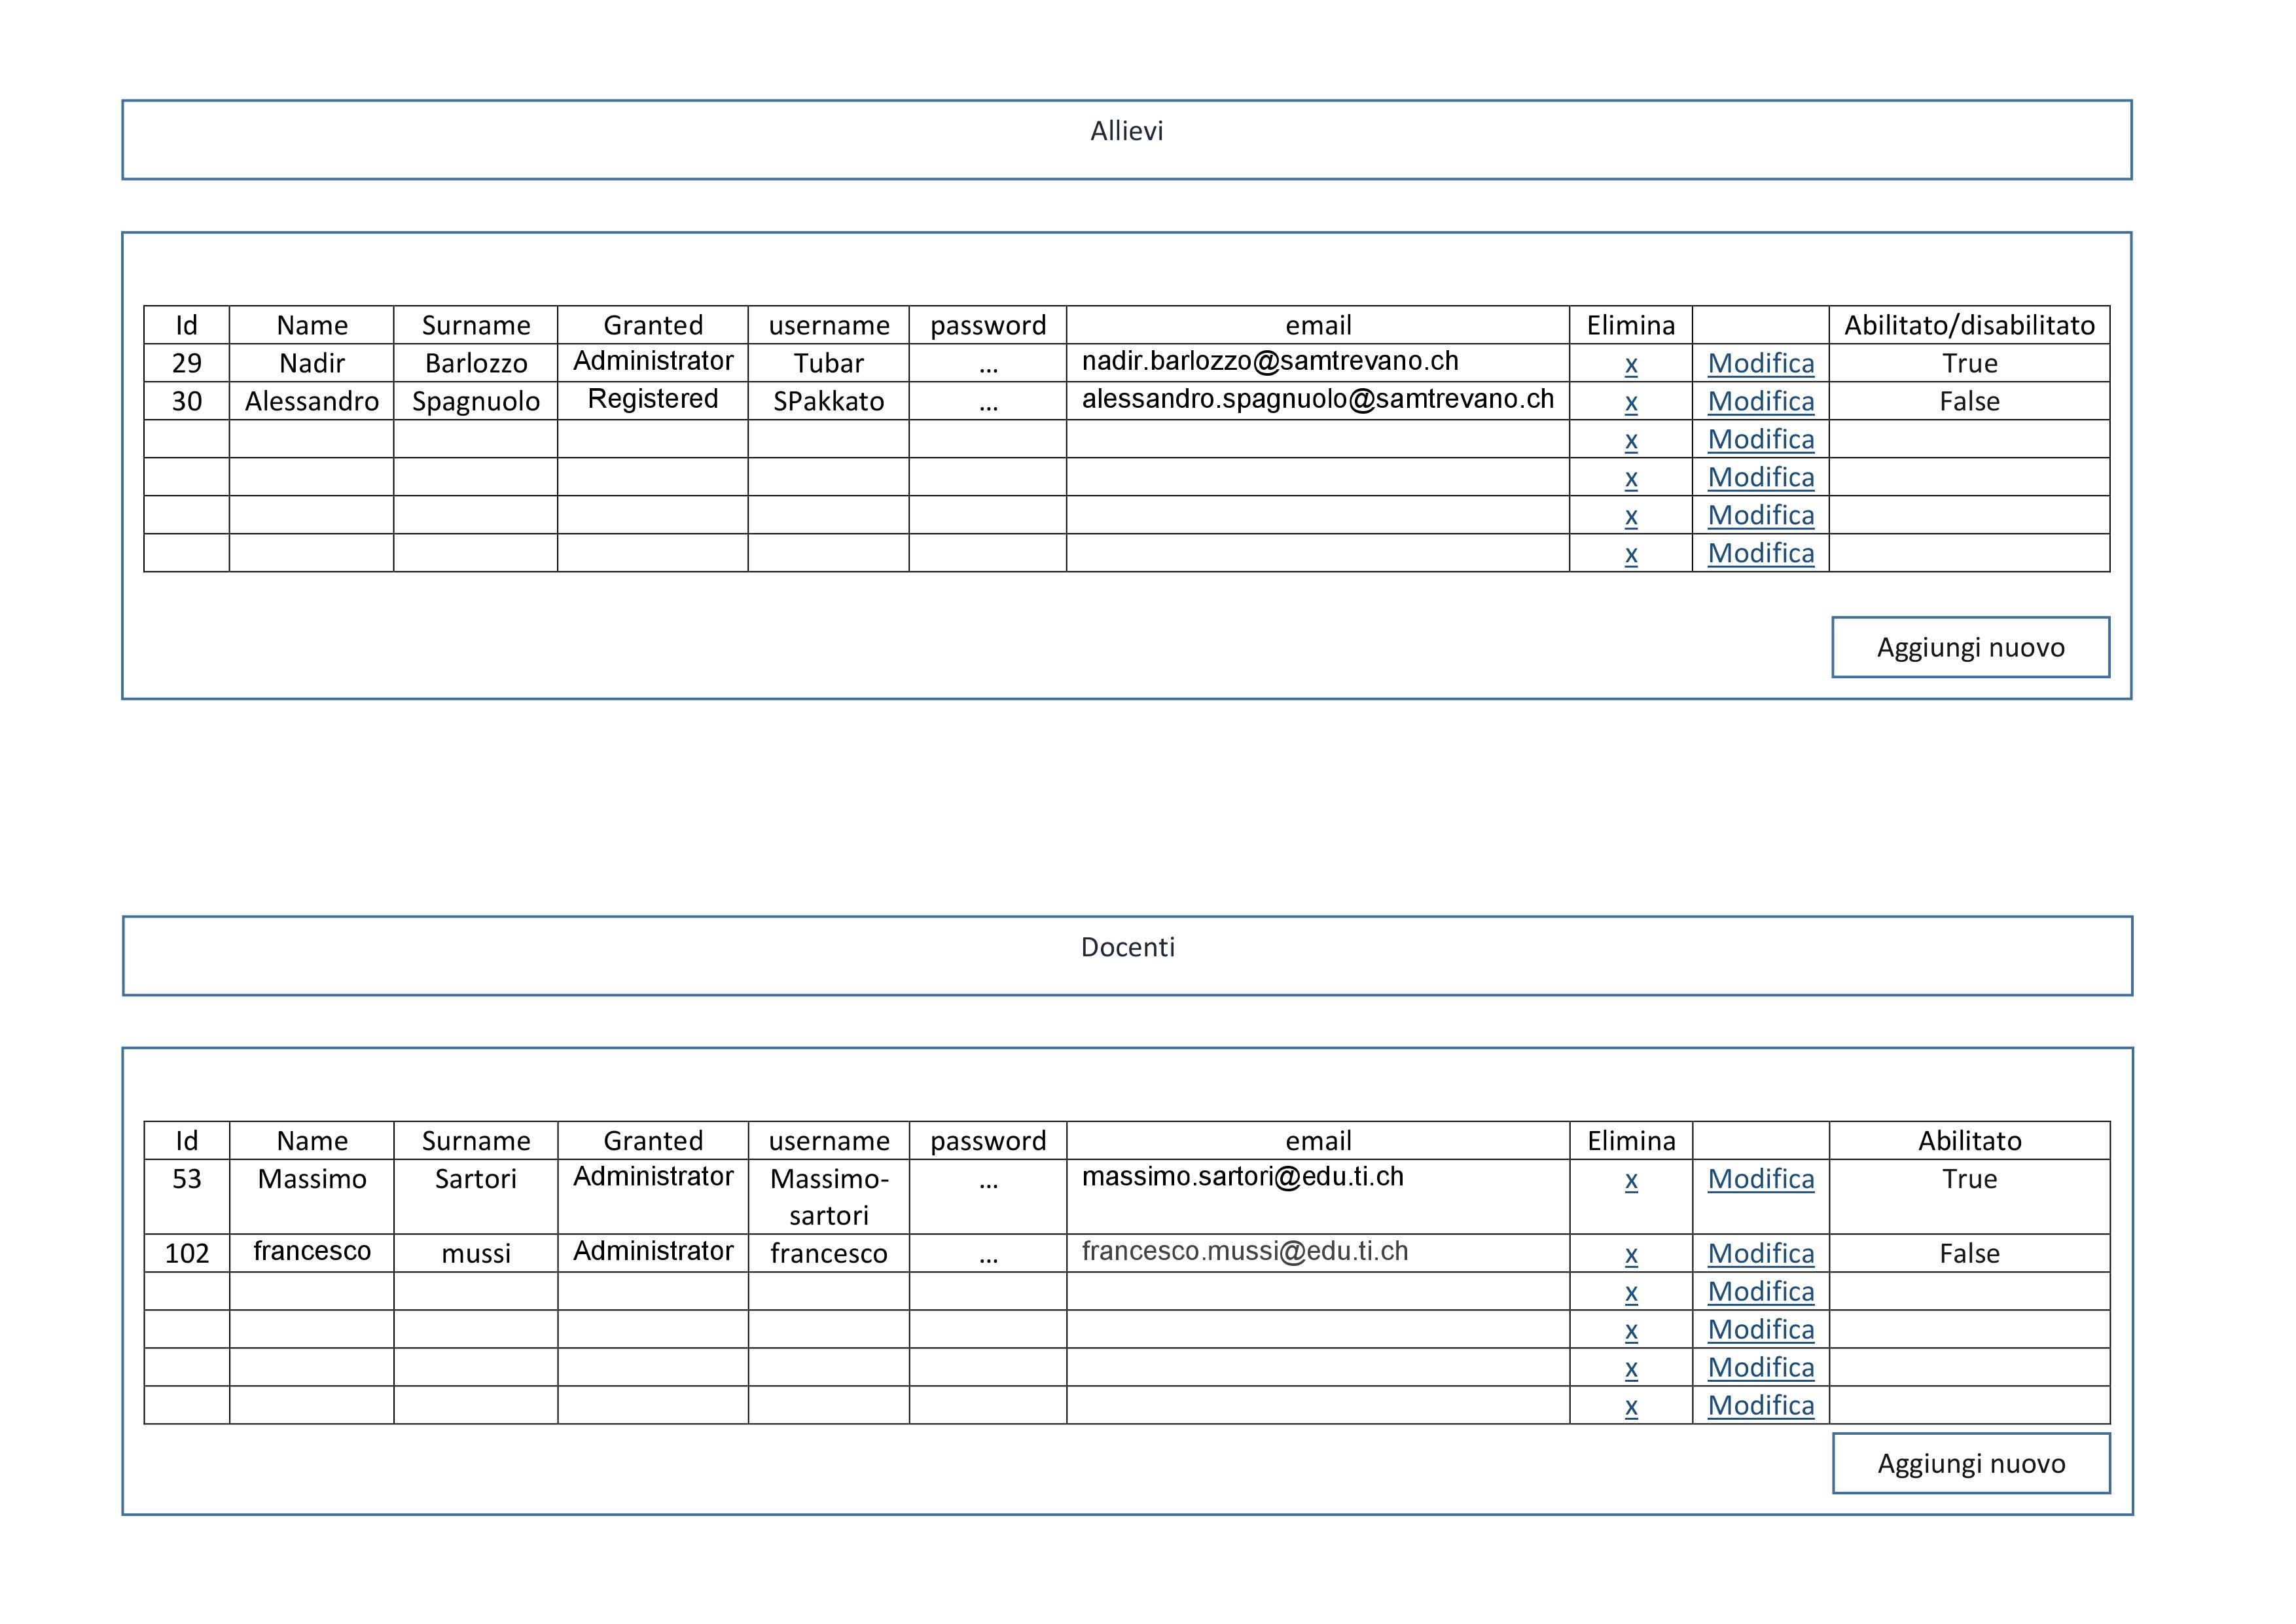 Allievi
Id Name Surname Granted username password email Elimina Abilitato/disabilitato
29 Nadir Barlozzo Administrator Tubar ... nadir.barlozzo@samtrevano.ch x Modifica True
30 Alessandro Spagnuolo Registered SPakkato ... alessandro.spagnuolo@samtrevano.ch x Modifica False
x Modifica
x Modifica
x Modifica
x Modifica
Aggiungi nuovo
Docenti
Id Name Surname Granted username password email Elimina Abilitato
53 Massimo Sartori Administrator Massimo- ... massimo.sartori@edu.ti.ch x Modifica True
sartori
102 francesco mussi Administrator francesco ... francesco.mussi@edu.ti.ch x Modifica False
x Modifica
x Modifica
x Modifica
x Modifica
Aggiungi nuovo